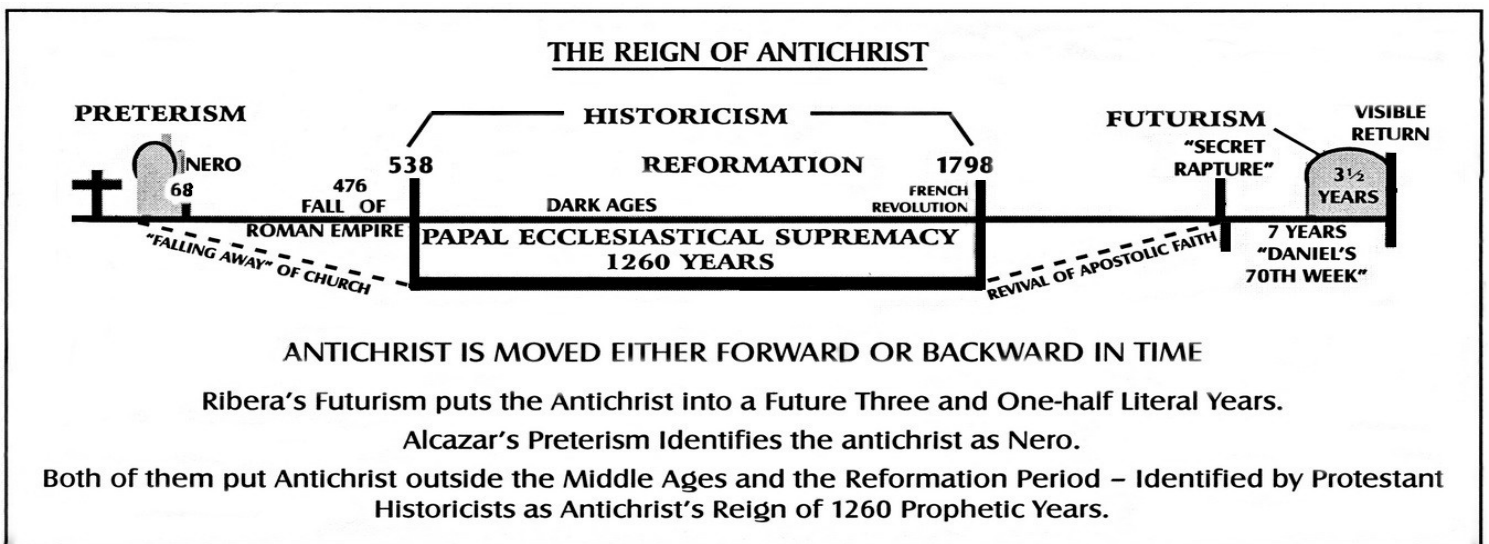 THE REIGN OF ANTICHRIST
PRETERISM
NERO
68
"FALLING AWAY" OF CHURCH
476
FALL OF
ROMAN EMPIRE
HISTORICISM
538
REFORMATION
1798
DARK AGES
FRENCH
REVOLUTION
PAPAL ECCLESIASTICAL SUPREMACY
1260 YEARS
REVIVAL OF APOSTOLIC FAITH
FUTURISM
"SECRET
RAPTURE"
VISIBLE
RETURN
3½
YEARS
7 YEARS
"DANIEL'S
70TH WEEK"
ANTICHRIST IS MOVED EITHER FORWARD OR BACKWARD IN TIME
Ribera's Futurism puts the Antichrist into a Future Three and One-half Literal Years.
Alcazar's Preterism Identifies the antichrist as Nero.
Both of them put Antichrist outside the Middle Ages and the Reformation Period – Identified by Protestant
Historicists as Antichrist's Reign of 1260 Prophetic Years.